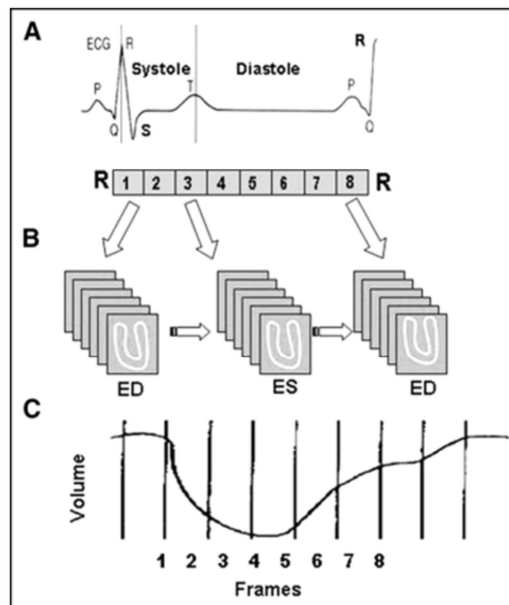 A
ECG R R
Systole Diastole
P T P
Q S Q
R 1 2 3 4 5 6 7 8 R
B
ED ES ED
C
Volume
1 2 3 4 5 6 7 8
Frames